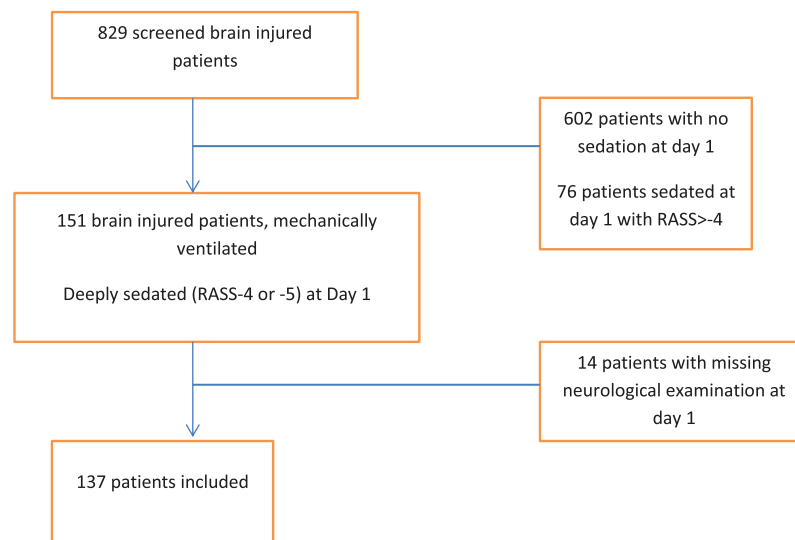 829 screened brain injured
patients
602 patients with no
sedation at day 1
76 patients sedated at
day 1 with RASS>-4
151 brain injured patients, mechanically
ventilated
Deeply sedated (RASS-4 or -5) at Day 1
14 patients with missing
neurological examination at
day 1
137 patients included